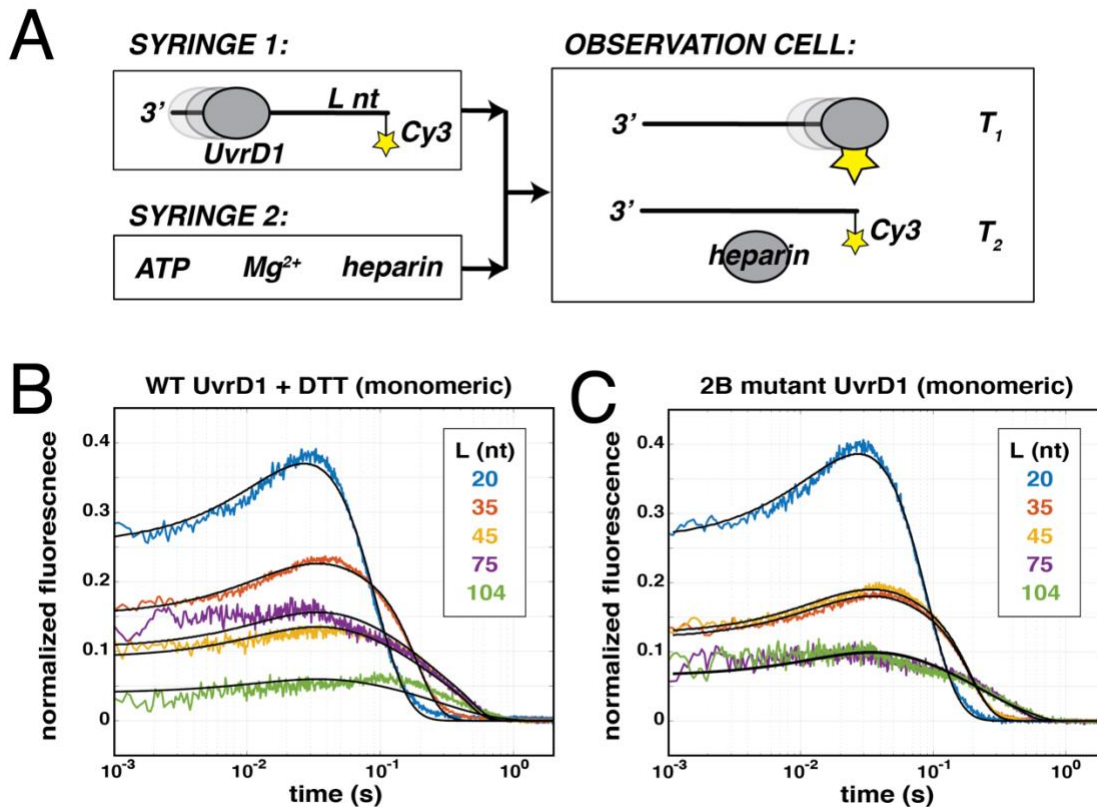 A
SYRINGE 1:
3’
L nt
Cy3
UvrD1
SYRINGE 2:
ATP Mg²⁺ heparin
OBSERVATION CELL:
3’
T₁
3’
Cy3
heparin
T₂
B
WT UvrD1 + DTT (monomeric)
normalized fluorescnece
0.4
0.3
0.2
0.1
0
L (nt)
20
35
45
75
104
10⁻³ 10⁻² 10⁻¹ 10⁰
time (s)
C
2B mutant UvrD1 (monomeric)
normalized fluorescence
0.4
0.3
0.2
0.1
0
L (nt)
20
35
45
75
104
10⁻³ 10⁻² 10⁻¹ 10⁰
time (s)